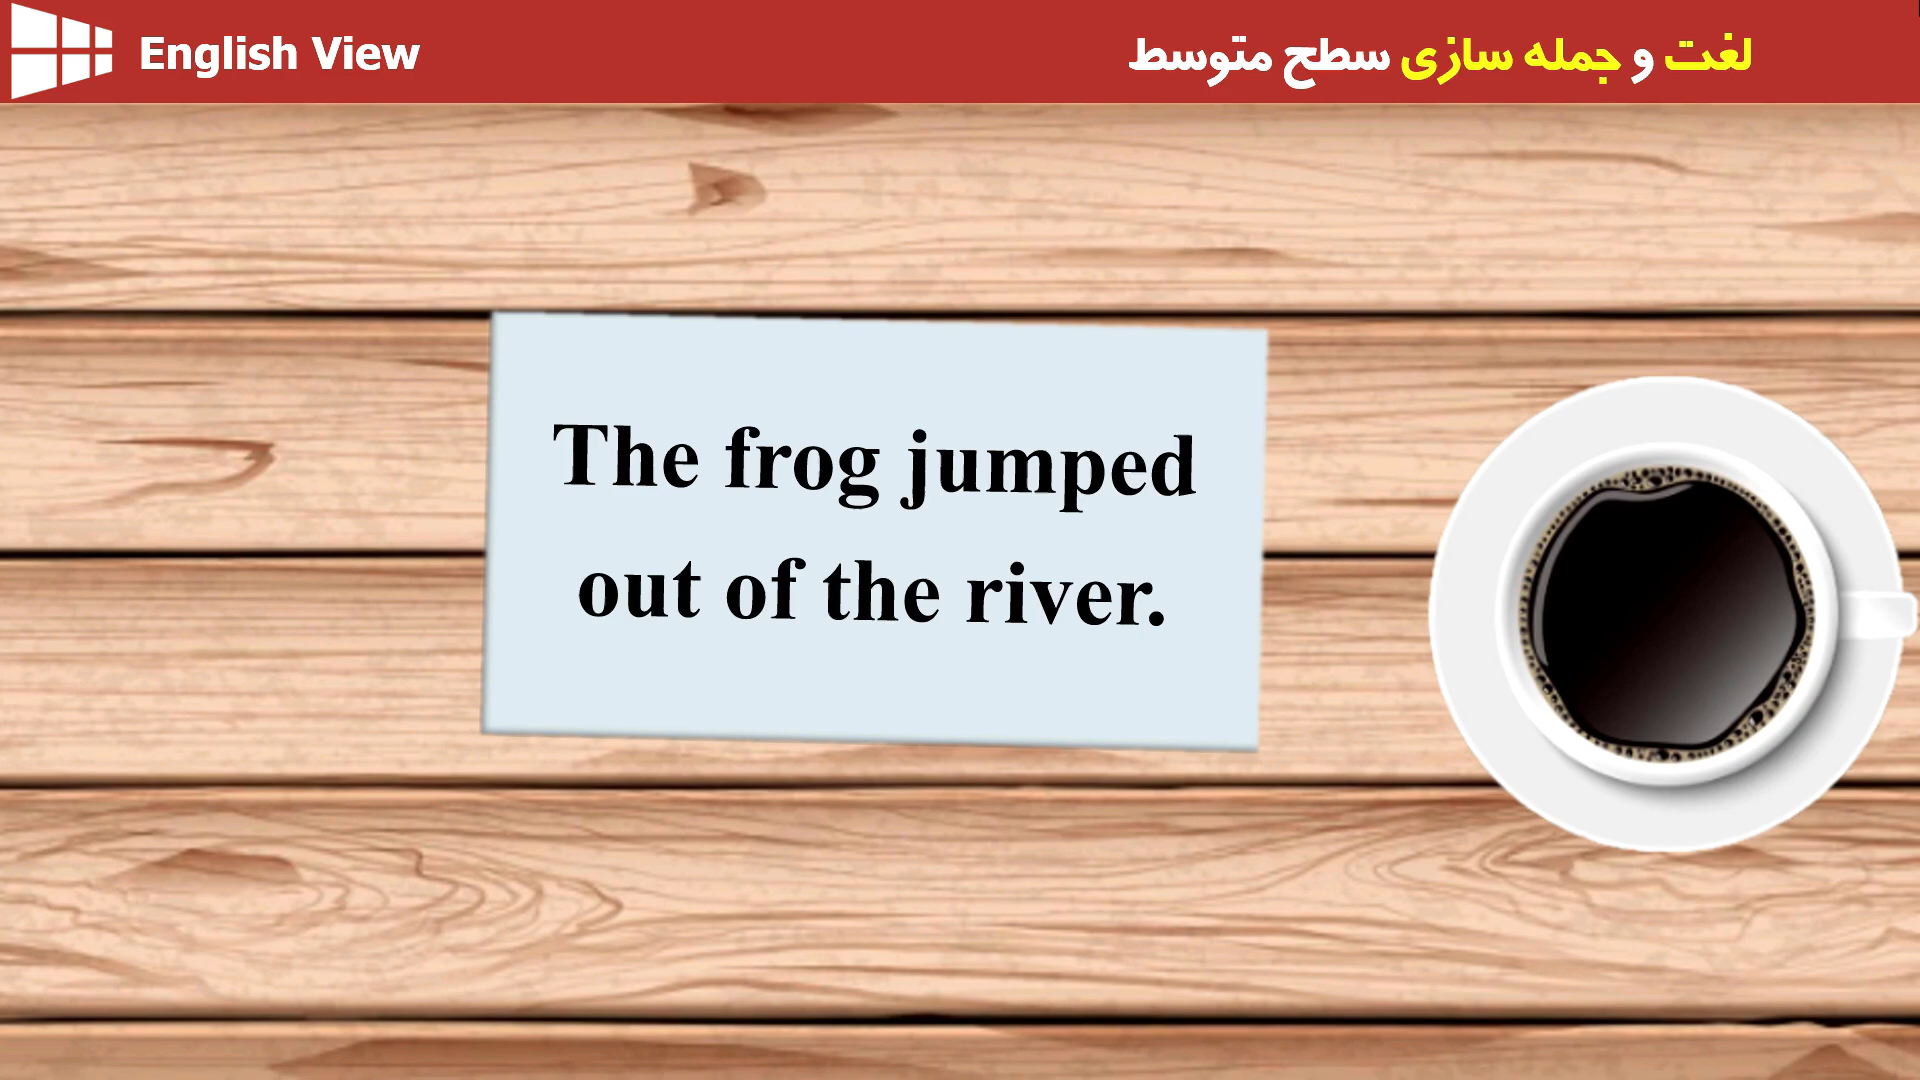 English View
لغت و جمله سازی سطح متوسط
The frog jumped
out of the river.